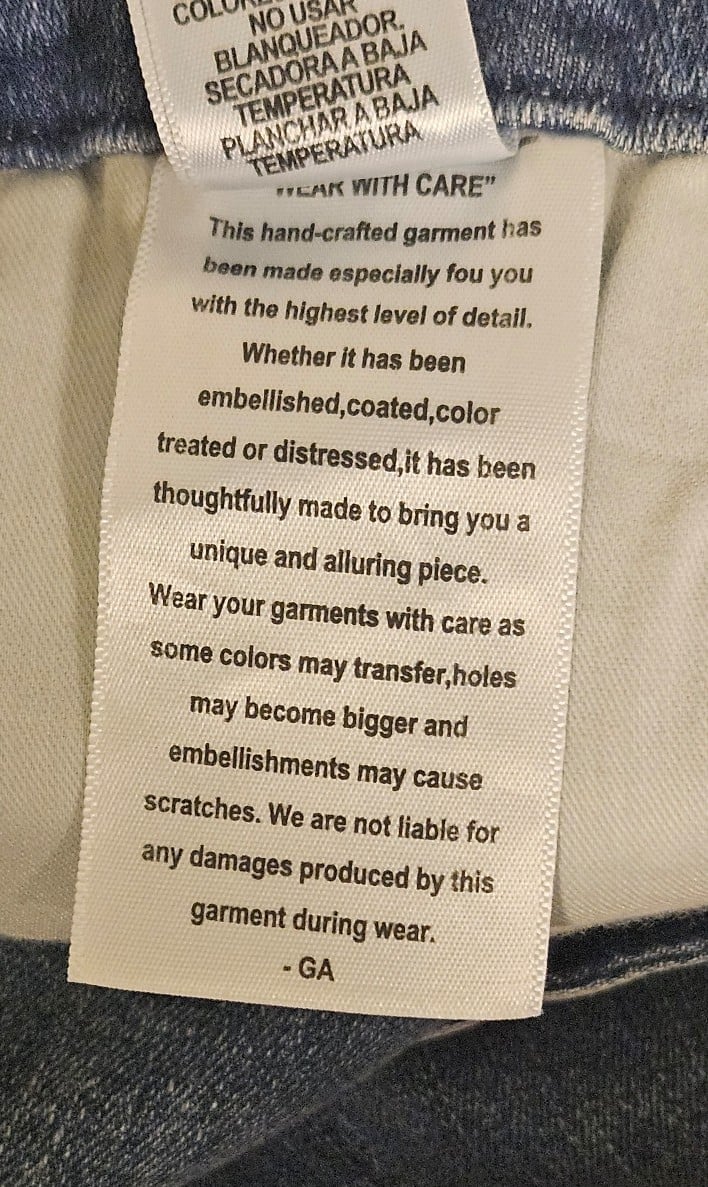 NO USAR
BLANQUEADOR.
SECADORA A BAJA
TEMPERATURA
PLANCHAR A BAJA
TEMPERATURA
WITH CARE”
This hand-crafted garment has
been made especially fou you
with the highest level of detail.
Whether it has been
embellished,coated,color
treated or distressed,it has been
thoughtfully made to bring you a
unique and alluring piece.
Wear your garments with care as
some colors may transfer,holes
may become bigger and
embellishments may cause
scratches. We are not liable for
any damages produced by this
garment during wear.
- GA